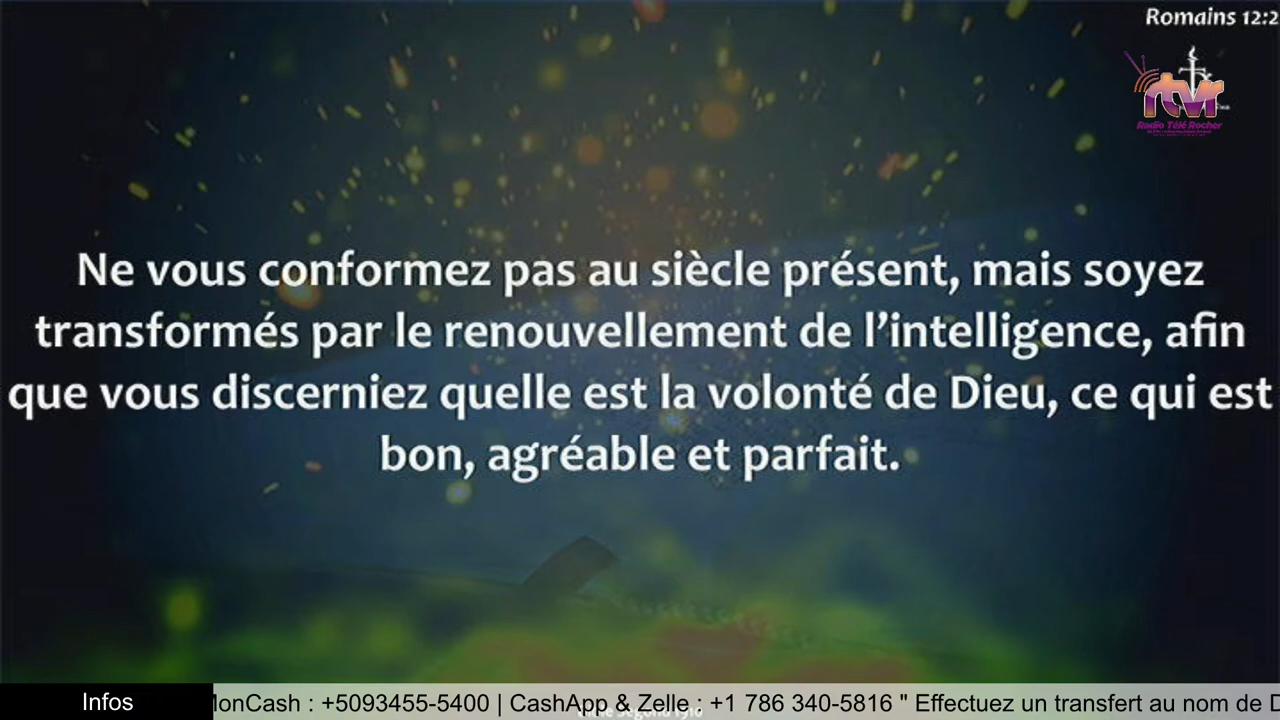 Romains 12:2
rtvr
Radio Télé Rocher
Ne vous conformez pas au siècle présent, mais soyez
transformés par le renouvellement de l’intelligence, afin
que vous discerniez quelle est la volonté de Dieu, ce qui est
bon, agréable et parfait.
Infos
MonCash : +5093455-5400 | CashApp & Zelle : +1 786 340-5816 " Effectuez un transfert au nom de D